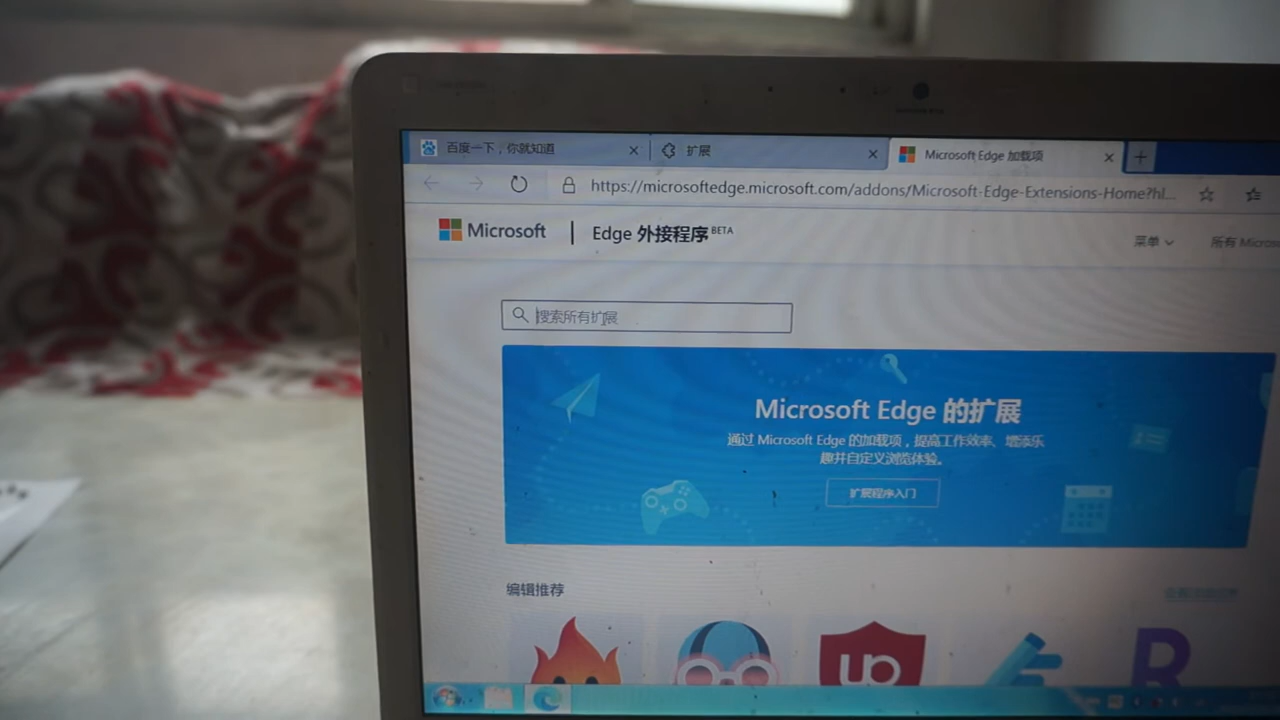 百度一下，你就知道
扩展
Microsoft Edge 加载项
https://microsoftedge.microsoft.com/addons/Microsoft-Edge-Extensions-Home?hl...
Microsoft | Edge 外接程序 BETA
菜单
所有 Microso
搜索所有扩展
Microsoft Edge 的扩展
通过 Microsoft Edge 的加载项，提高工作效率、增添乐
趣并自定义浏览体验。
扩展程序入门
编辑推荐
R